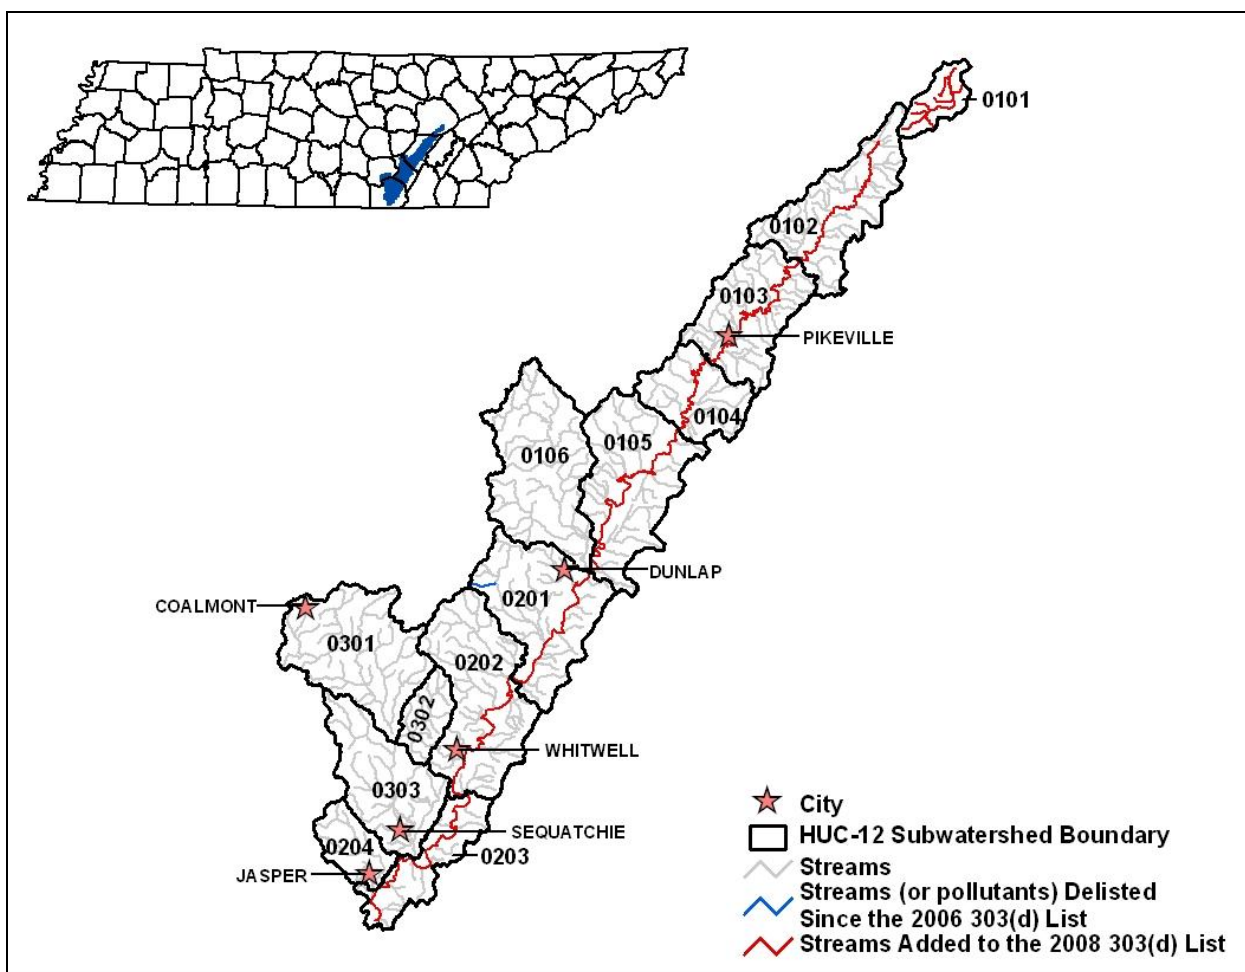 0101
0102
0103
PIKEVILLE
0104
0105
0106
DUNLAP
0201
COALMONT
0301
0202
0302
WHITWELL
0303
SEQUATCHIE
0204
0203
JASPER
City
HUC-12 Subwatershed Boundary
Streams
Streams (or pollutants) Delisted
Since the 2006 303(d) List
Streams Added to the 2008 303(d) List